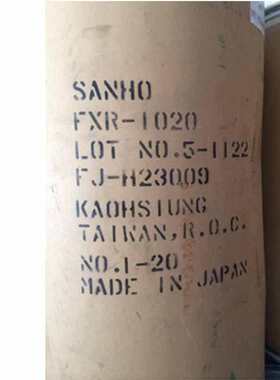 SANHO
FXR-1020
LOT NO.5-1122
FJ-H23009
KAOHSIUNG
TAIWAN,R.O.C.
NO.1-20
MADE IN JAPAN